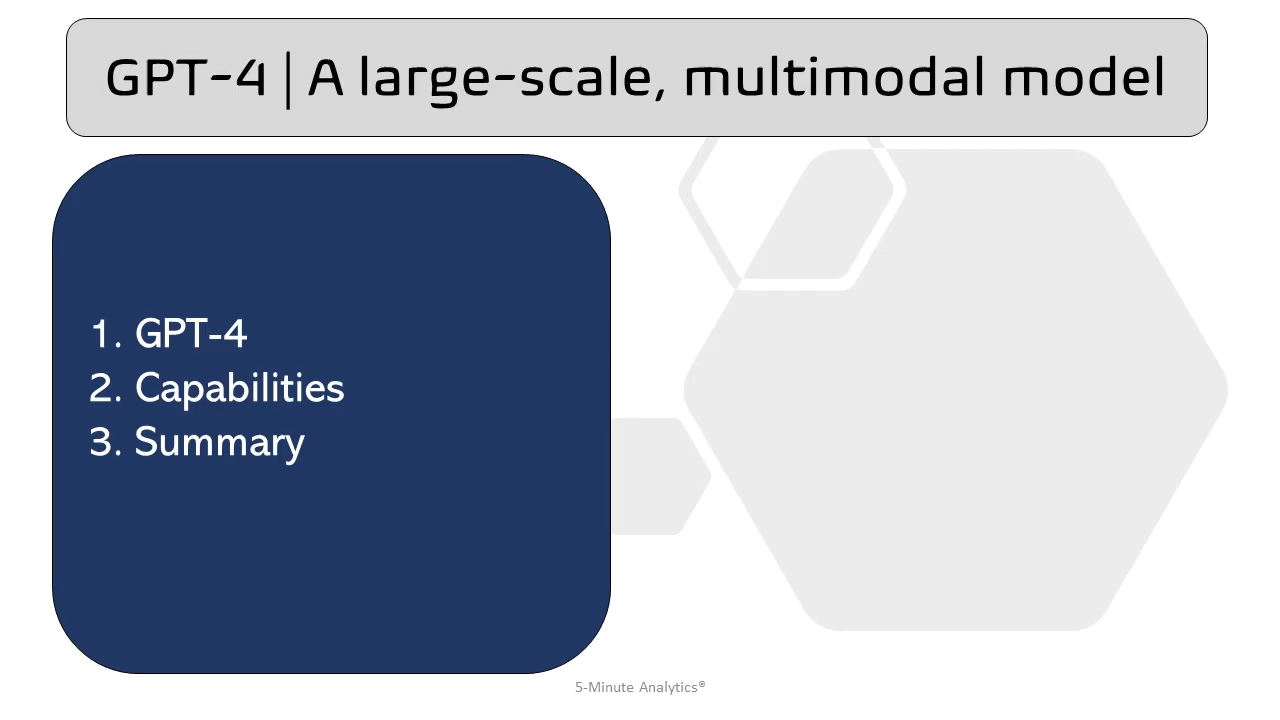 GPT-4 | A large-scale, multimodal model
1. GPT-4
2. Capabilities
3. Summary
5-Minute Analytics®